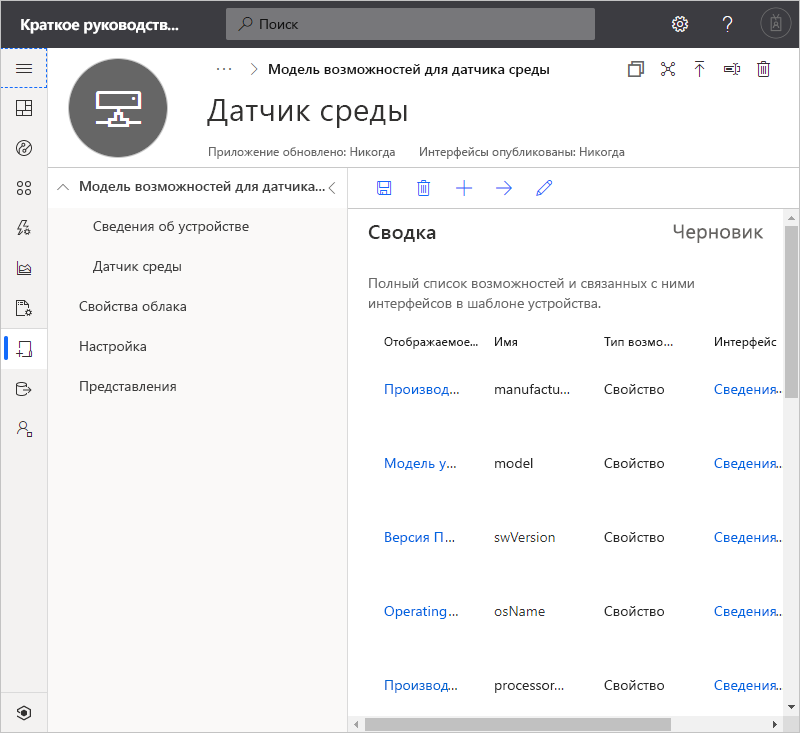 Краткое руководств...
Поиск
?
... > Модель возможностей для датчика среды
Датчик среды
Приложение обновлено: Никогда Интерфейсы опубликованы: Никогда
Модель возможностей для датчика...
Сведения об устройстве
Датчик среды
Свойства облака
Настройка
Представления
Сводка
Черновик
Полный список возможностей и связанных с ними
интерфейсов в шаблоне устройства.
Отображаемое... Имя Тип возмо... Интерфейс
Производ... manufactu... Свойство Сведения..
Модель у... model Свойство Сведения..
Версия П... swVersion Свойство Сведения..
Operating... osName Свойство Сведения..
Производ... processor... Свойство Сведения..